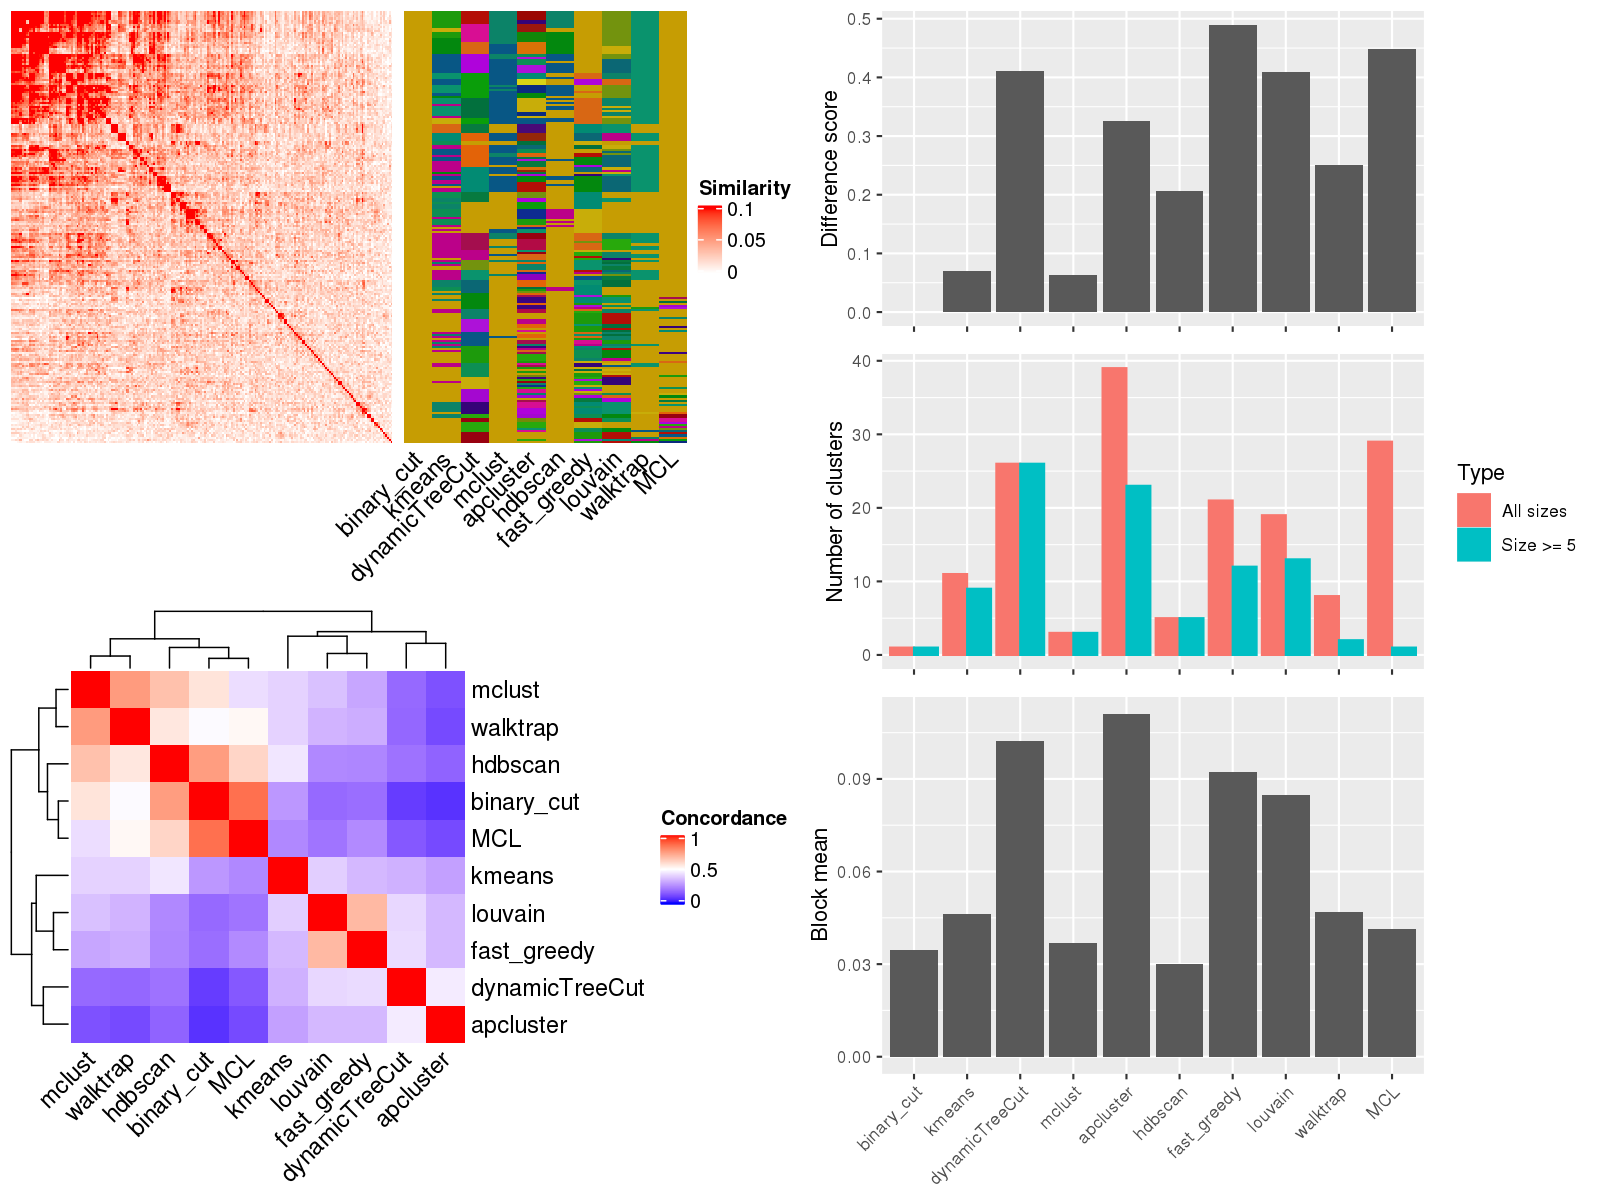 Similarity
0.1
0.05
0
binary_cut
kmeans
dynamicTreeCut
mclust
apcluster
hdbscan
fast_greedy
louvain
walktrap
MCL
mclust
walktrap
hdbscan
binary_cut
MCL
kmeans
louvain
fast_greedy
dynamicTreeCut
apcluster
mclust
walktrap
hdbscan
binary_cut
MCL
kmeans
louvain
fast_greedy
dynamicTreeCut
apcluster
Concordance
1
0.5
0
Difference score
0.5
0.4
0.3
0.2
0.1
0.0
Number of clusters
40
30
20
10
0
Type
All sizes
Size >= 5
Block mean
0.09
0.06
0.03
0.00
binary_cut
kmeans
dynamicTreeCut
mclust
apcluster
hdbscan
fast_greedy
louvain
walktrap
MCL